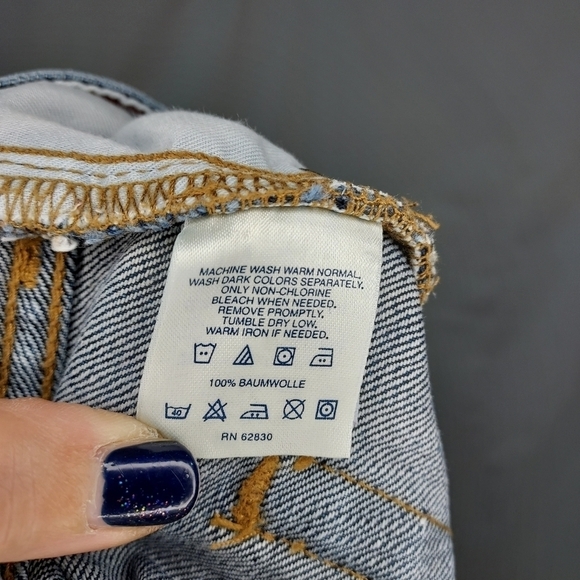 MACHINE WASH WARM NORMAL.
WASH DARK COLORS SEPARATELY.
ONLY NON-CHLORINE
BLEACH WHEN NEEDED.
REMOVE PROMPTLY.
TUMBLE DRY LOW.
WARM IRON IF NEEDED.
100% BAUMWOLLE
40
RN 62830